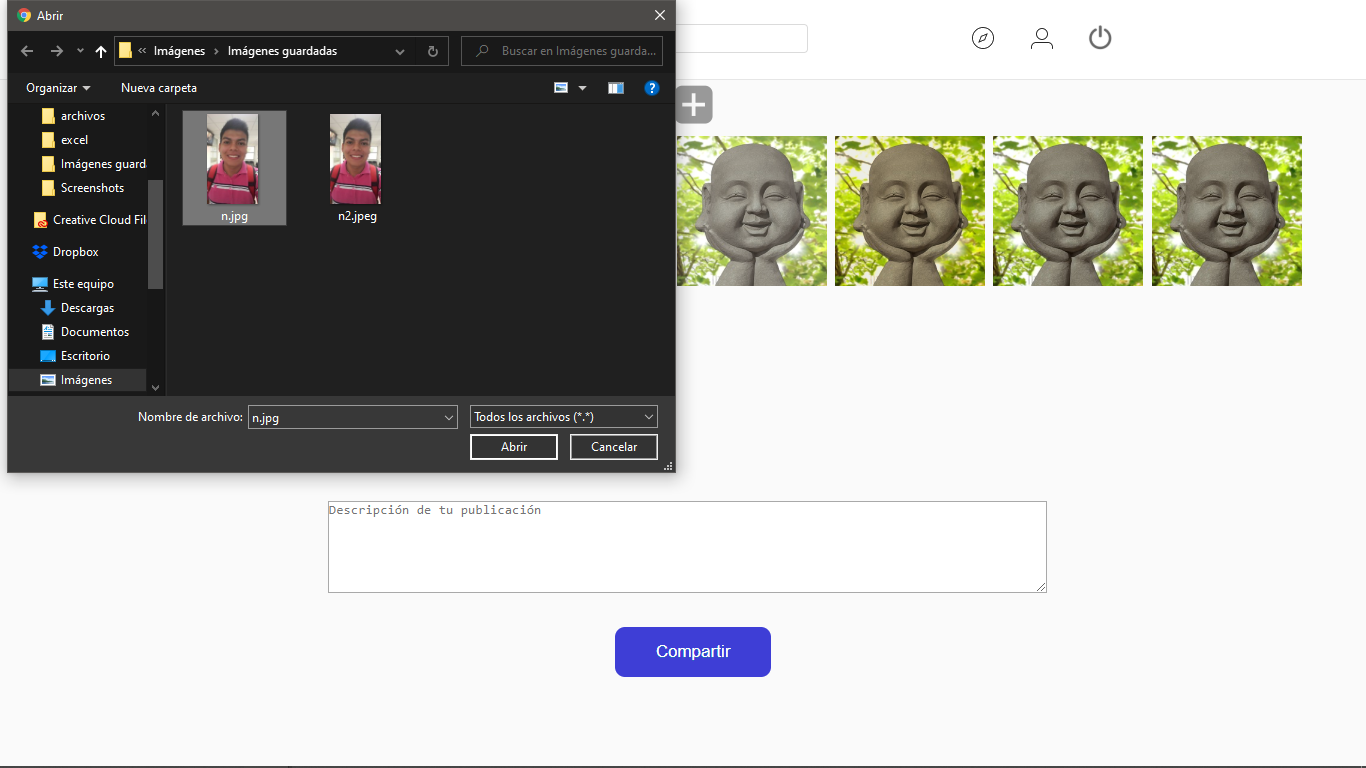 Abrir
Imágenes
Imágenes guardadas
Buscar en Imágenes guarda...
Organizar
Nueva carpeta
?
archivos
excel
Imágenes guard
Screenshots
Creative Cloud Fil
Dropbox
Este equipo
Descargas
Documentos
Escritorio
Imágenes
n.jpg
n2.jpeg
Nombre de archivo:
n.jpg
Todos los archivos (*.*)
Abrir
Cancelar
Descripción de tu publicación
Compartir